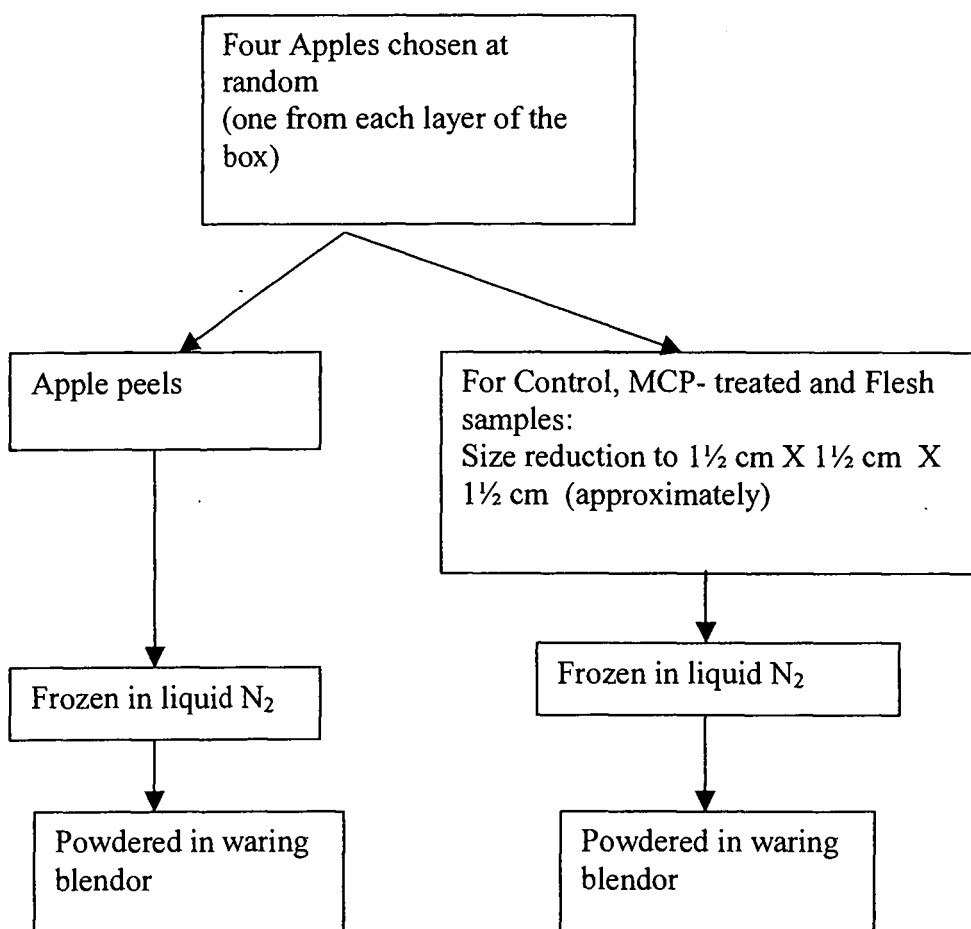 Four Apples chosen at
random
(one from each layer of the
box)
Apple peels
For Control, MCP- treated and Flesh
samples:
Size reduction to 1½ cm X 1½ cm X
1½ cm (approximately)
Frozen in liquid N₂
Frozen in liquid N₂
Powdered in waring
blendor
Powdered in waring
blendor